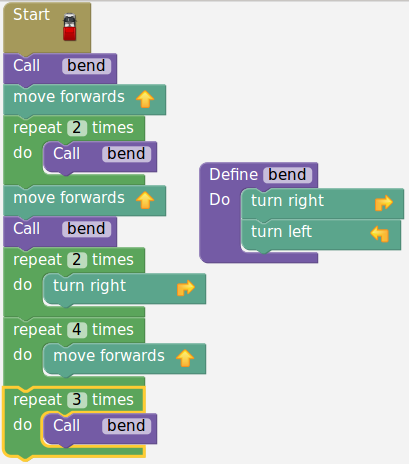 Start
Call bend
move forwards
repeat 2 times
do Call bend
move forwards
Call bend
repeat 2 times
do turn right
repeat 4 times
do move forwards
repeat 3 times
do Call bend
Define bend
Do turn right
turn left